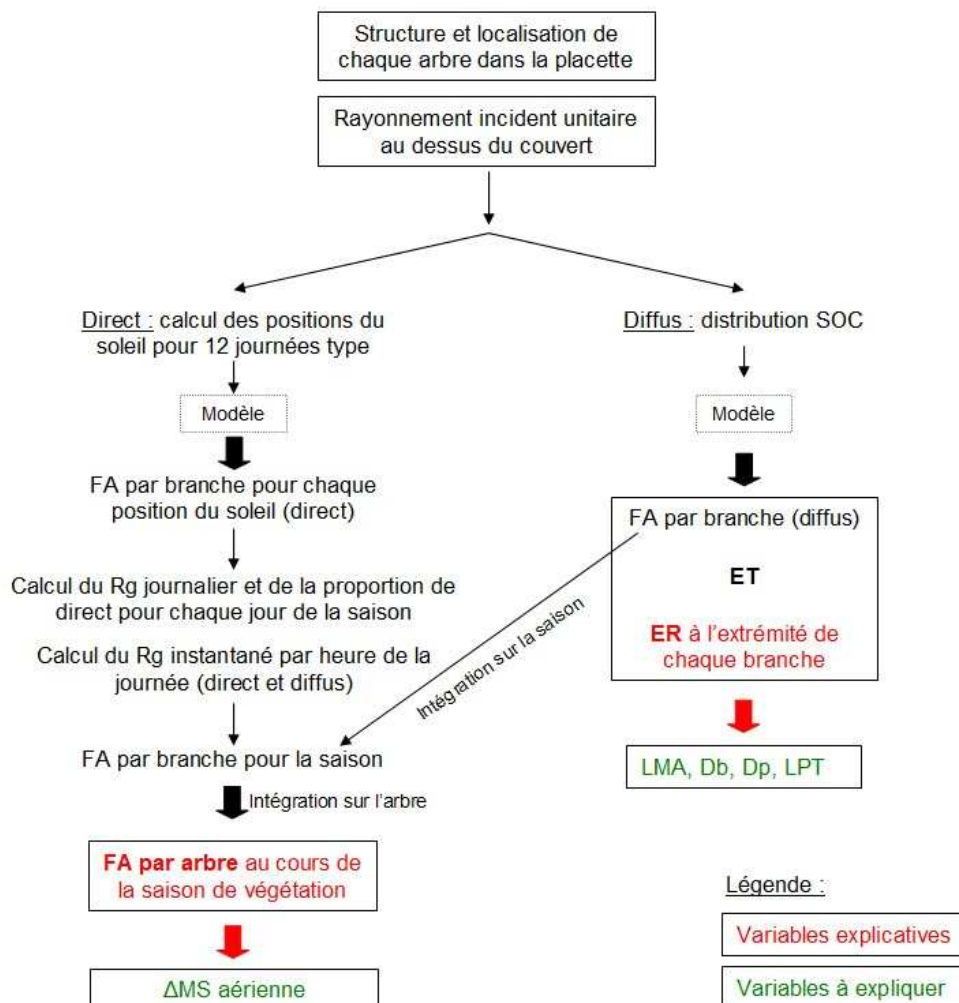 Structure et localisation de
chaque arbre dans la placette
Rayonnement incident unitaire
au dessus du couvert
Direct : calcul des positions du
soleil pour 12 journées type
Modèle
FA par branche pour chaque
position du soleil (direct)
Calcul du Rg journalier et de la proportion de
direct pour chaque jour de la saison
Calcul du Rg instantané par heure de la
journée (direct et diffus)
FA par branche pour la saison
Intégration sur l'arbre
FA par arbre au cours de
la saison de végétation
ΔMS aérienne
Diffus : distribution SOC
Modèle
FA par branche (diffus)
ET
ER à l'extrémité de
chaque branche
Intégration sur la saison
LMA, Db, Dp, LPT
Légende :
Variables explicatives
Variables à expliquer